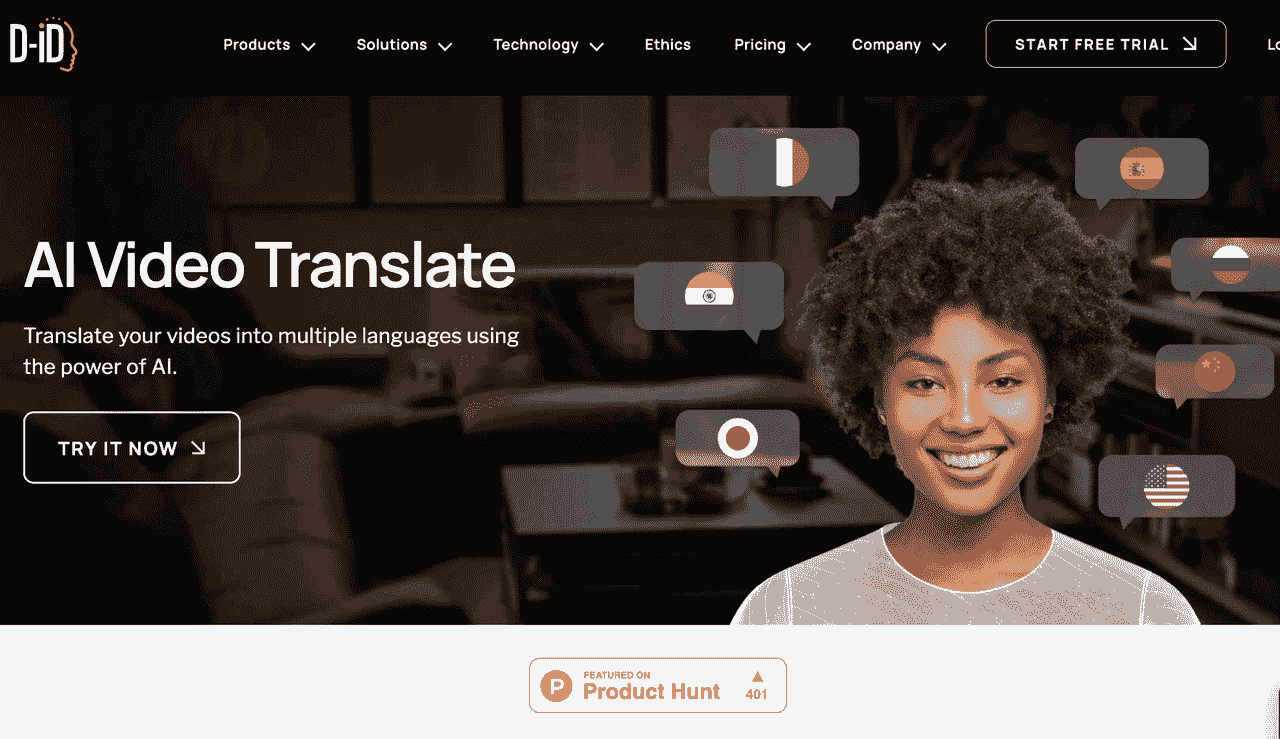 D-iD
Products
Solutions
Technology
Ethics
Pricing
Company
START FREE TRIAL
AI Video Translate
Translate your videos into multiple languages using
the power of AI.
TRY IT NOW
P
FEATURED ON
Product Hunt
401